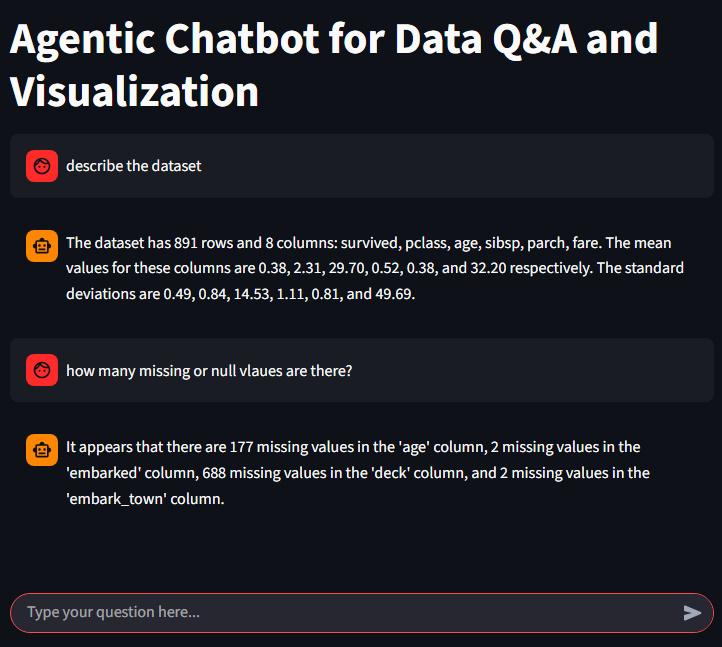 Agentic Chatbot for Data Q&A and
Visualization
describe the dataset
The dataset has 891 rows and 8 columns: survived, pclass, age, sibsp, parch, fare. The mean
values for these columns are 0.38, 2.31, 29.70, 0.52, 0.38, and 32.20 respectively. The standard
deviations are 0.49, 0.84, 14.53, 1.11, 0.81, and 49.69.
how many missing or null vlaues are there?
It appears that there are 177 missing values in the 'age' column, 2 missing values in the
'embarked' column, 688 missing values in the 'deck' column, and 2 missing values in the
'embark_town' column.
Type your question here...